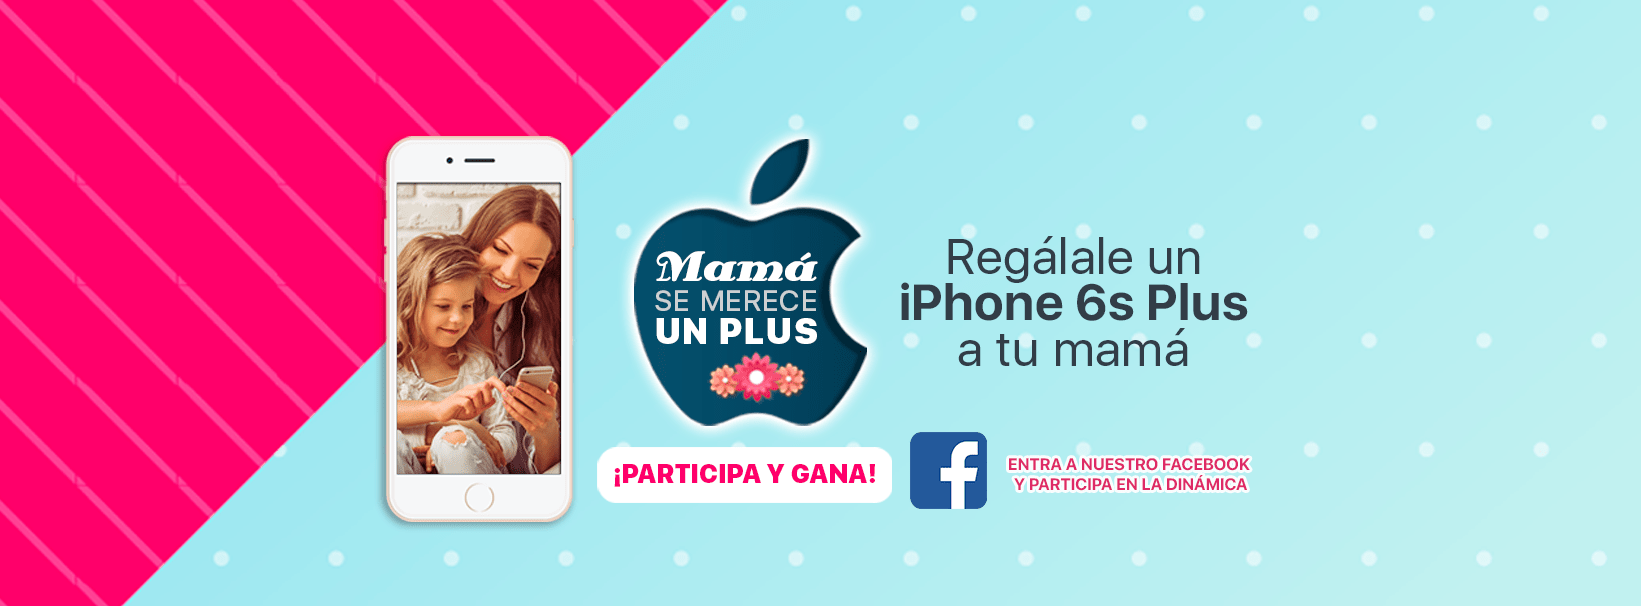 Mamá
SE MERECE
UN PLUS
Regálale un
iPhone 6s Plus
a tu mamá
¡PARTICIPA Y GANA!
ENTRA A NUESTRO FACEBOOK
Y PARTICIPA EN LA DINÁMICA